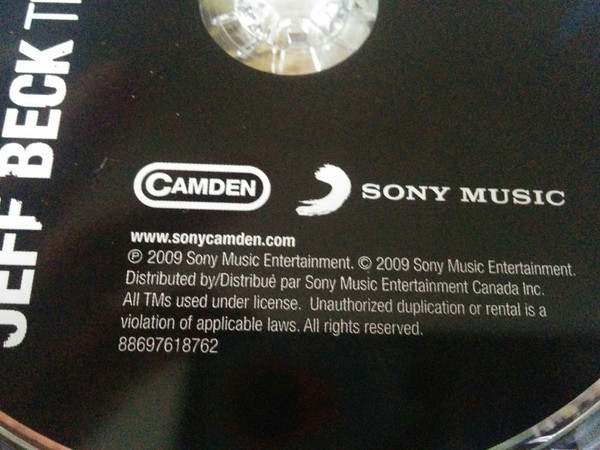 JEFF BECK
CAMDEN
SONY MUSIC
www.sonycamden.com
℗ 2009 Sony Music Entertainment. © 2009 Sony Music Entertainment.
Distributed by/Distribué par Sony Music Entertainment Canada Inc.
All TMs used under license. Unauthorized duplication or rental is a
violation of applicable laws. All rights reserved.
88697618762